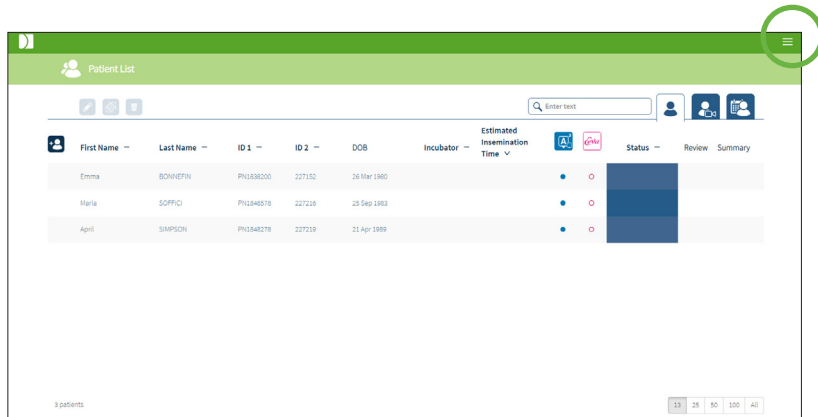 Patient List
Enter text
First Name Last Name ID 1 ID 2 DOB Incubator Estimated Insemination Time Status Review Summary
Emma BONNEFIN PN1838200 227152 26 Mar 1980
Maria SOFFICI PN1846578 227216 25 Sep 1983
April SIMPSON PN1848278 227219 21 Apr 1989
3 patients 13 25 50 100 All